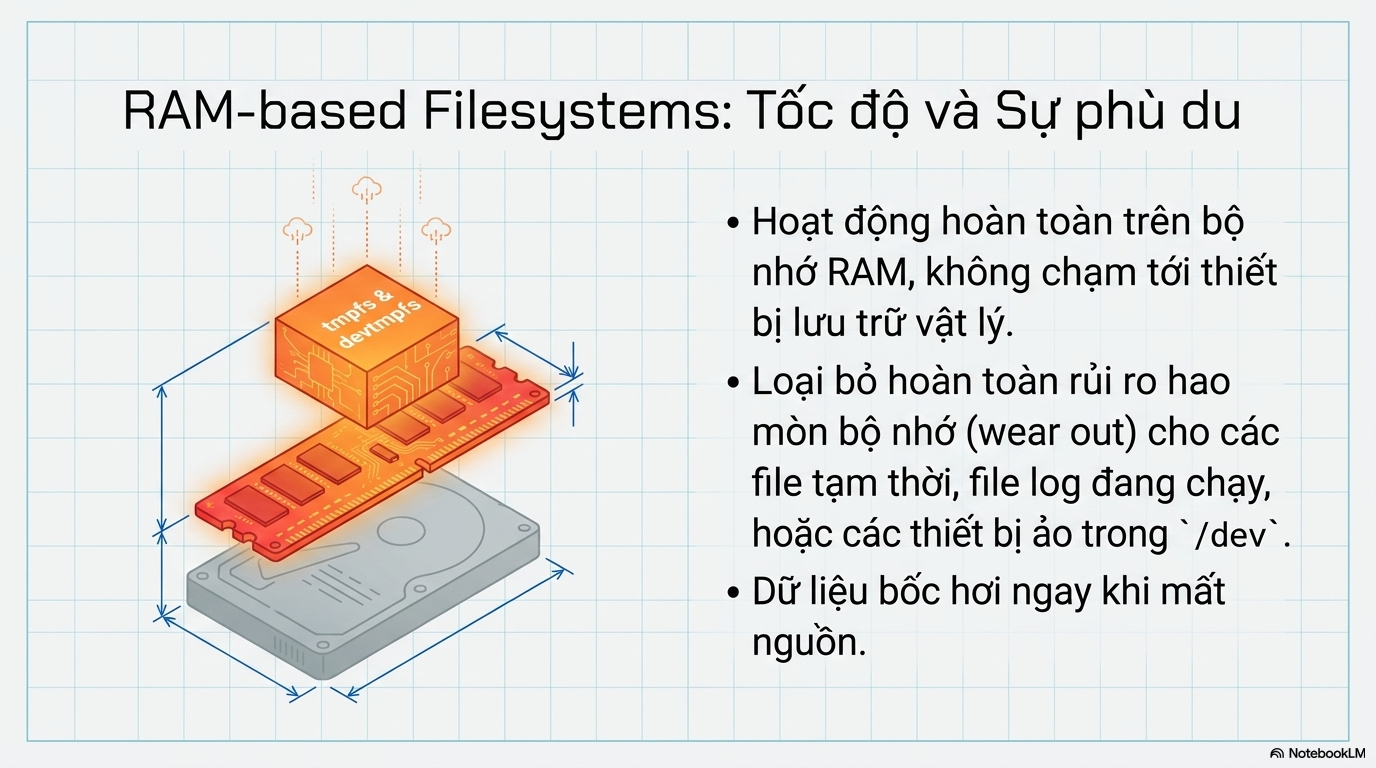 RAM-based Filesystems: Tốc độ và Sự phù du
tmpfs &
devtmpfs
• Hoạt động hoàn toàn trên bộ
nhớ RAM, không chạm tới thiết
bị lưu trữ vật lý.
• Loại bỏ hoàn toàn rủi ro hao
mòn bộ nhớ (wear out) cho các
file tạm thời, file log đang chạy,
hoặc các thiết bị ảo trong `/dev`.
• Dữ liệu bốc hơi ngay khi mất
nguồn.
NotebookLM